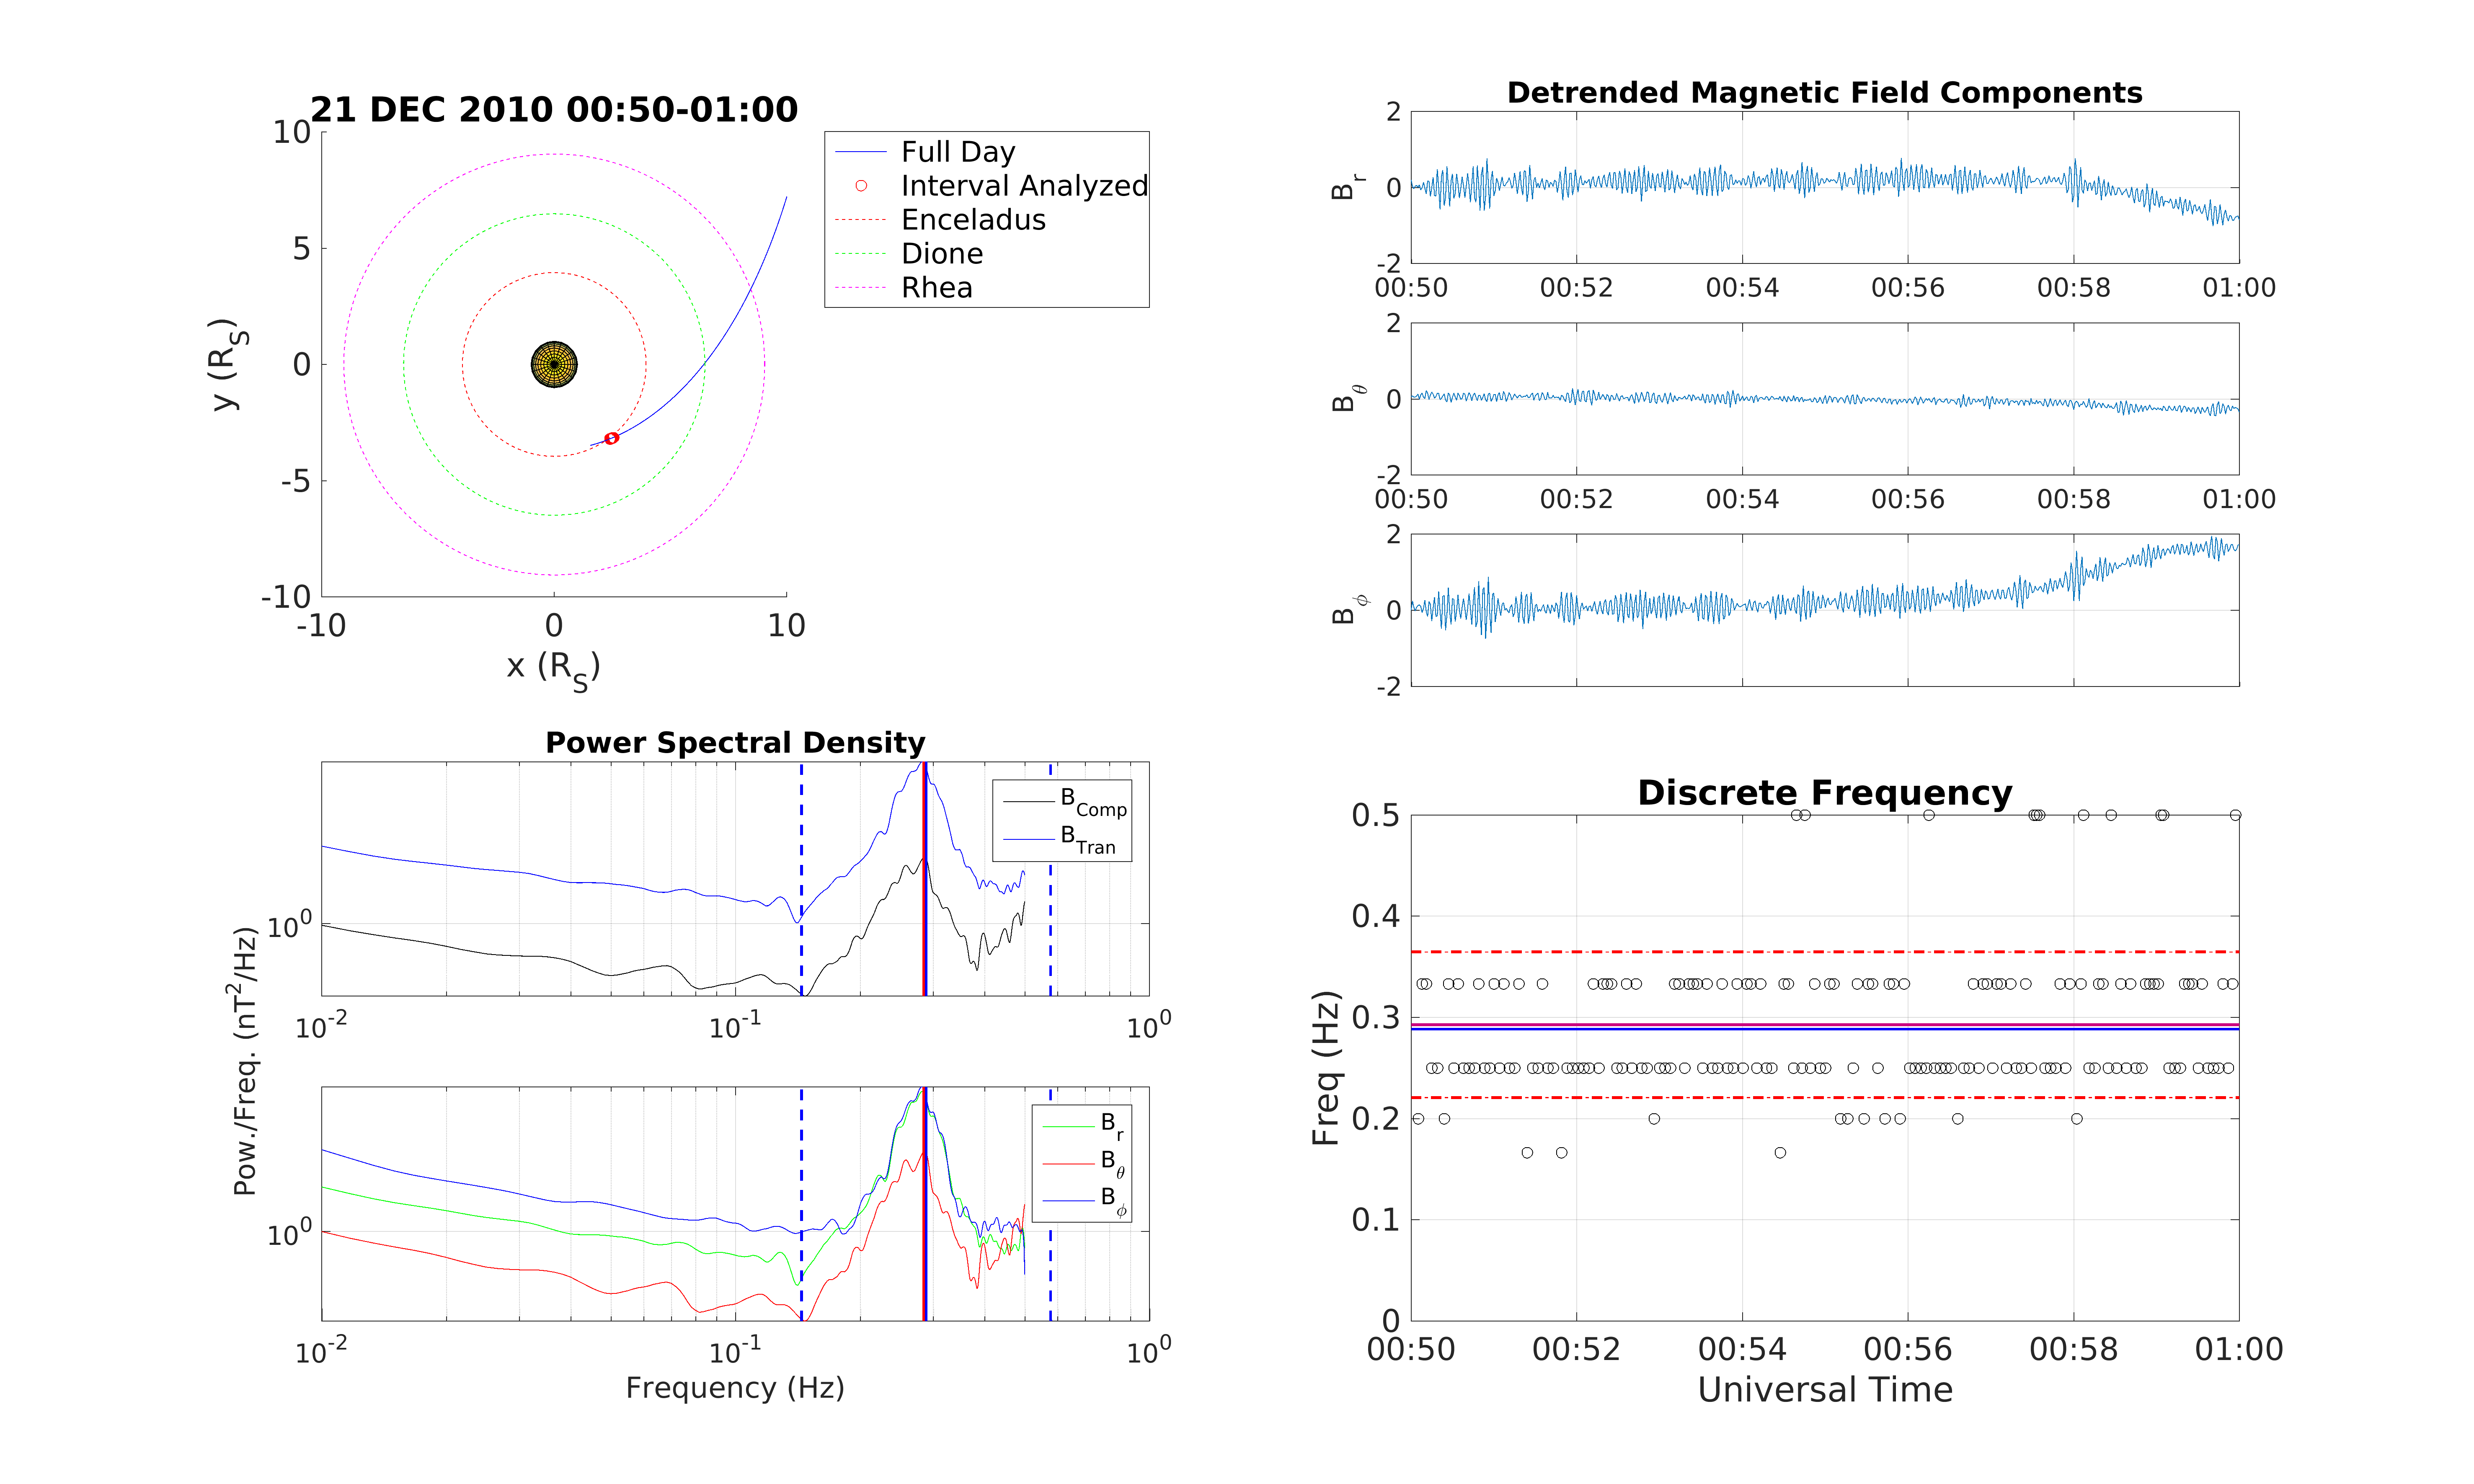 21 DEC 2010 00:50-01:00
10
5
0
-5
-10
-10
0
10
y (R_S)
x (R_S)
Full Day
Interval Analyzed
Enceladus
Dione
Rhea
Detrended Magnetic Field Components
2
0
-2
B_r
00:50
00:52
00:54
00:56
00:58
01:00
2
0
-2
B_θ
00:50
00:52
00:54
00:56
00:58
01:00
2
0
-2
B_ϕ
Power Spectral Density
10^0
10^-2
10^-1
10^0
B_Comp
B_Tran
Pow./Freq. (nT^2/Hz)
10^0
10^-2
10^-1
10^0
B_r
B_θ
B_ϕ
Frequency (Hz)
Discrete Frequency
0.5
0.4
0.3
0.2
0.1
0
Freq (Hz)
00:50
00:52
00:54
00:56
00:58
01:00
Universal Time